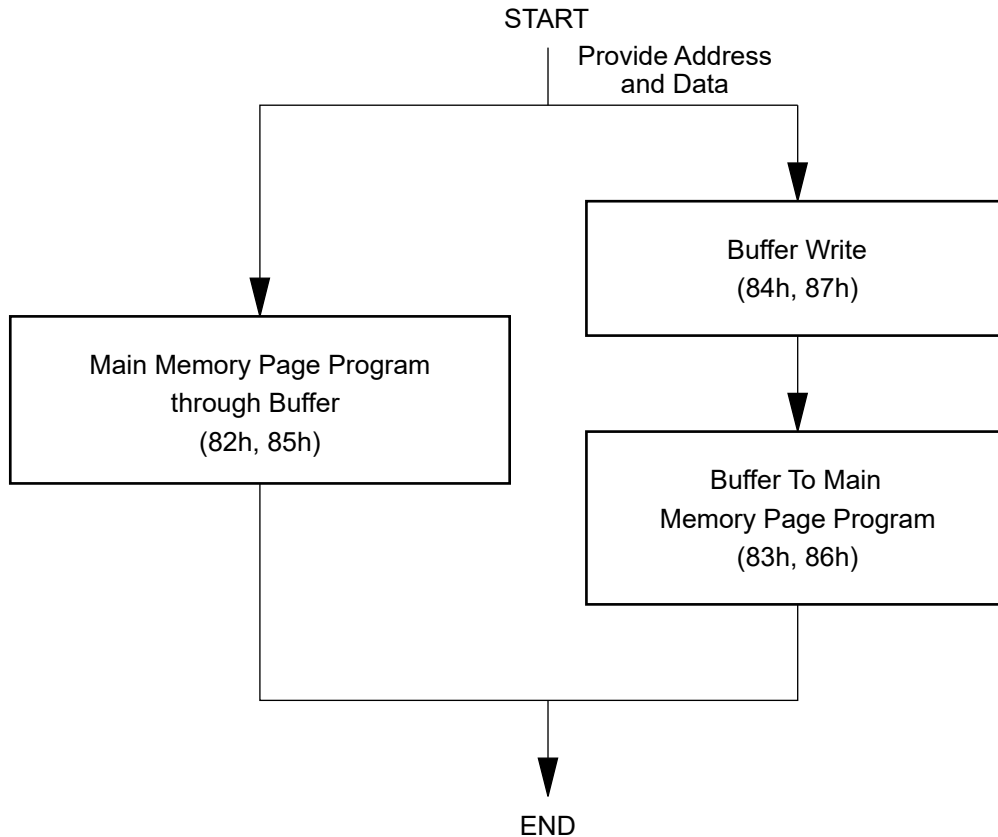 START
Provide Address
and Data
Buffer Write
(84h, 87h)
Main Memory Page Program
through Buffer
(82h, 85h)
Buffer To Main
Memory Page Program
(83h, 86h)
END